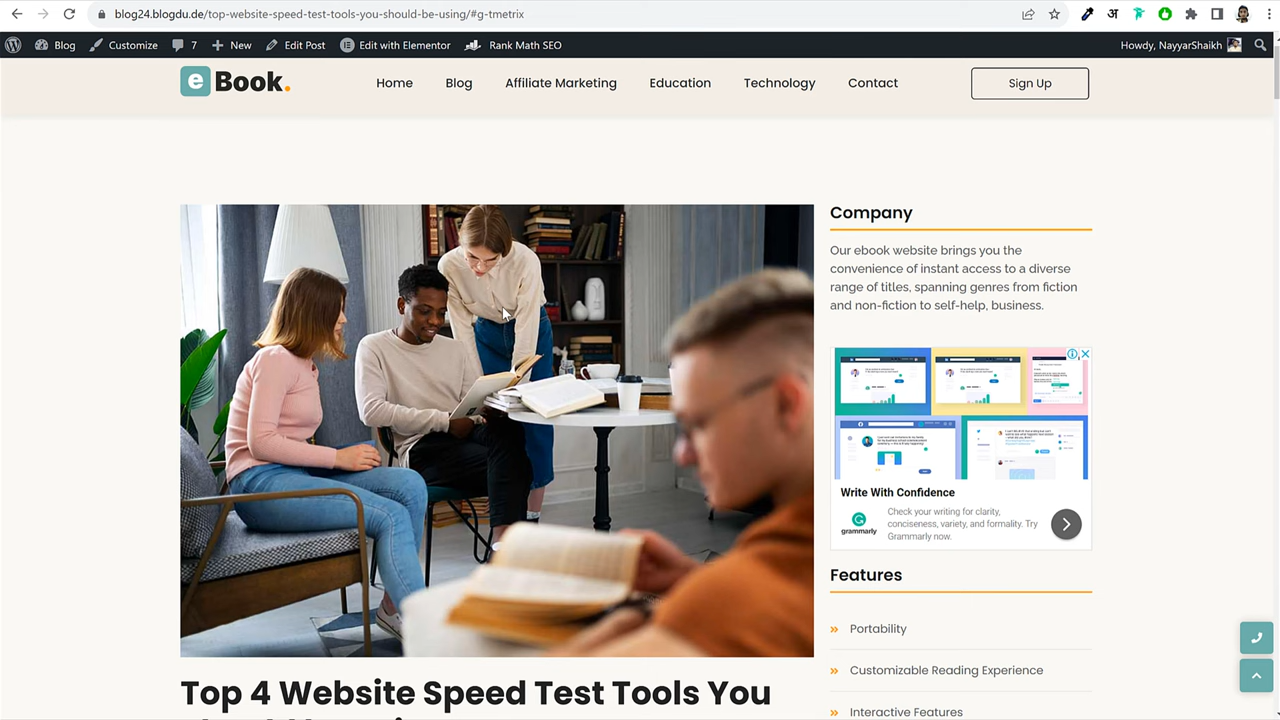 blog24.blogdu.de/top-website-speed-test-tools-you-should-be-using/#g-tmetrix
Blog Customize 7 New Edit Post Edit with Elementor Rank Math SEO Howdy, NayyarShaikh
eBook. Home Blog Affiliate Marketing Education Technology Contact Sign Up
Company
Our ebook website brings you the
convenience of instant access to a diverse
range of titles, spanning genres from fiction
and non-fiction to self-help, business.
Write With Confidence
grammarly
Check your writing for clarity,
conciseness, variety, and formality. Try
Grammarly now.
Features
Portability
Customizable Reading Experience
Interactive Features
Top 4 Website Speed Test Tools You